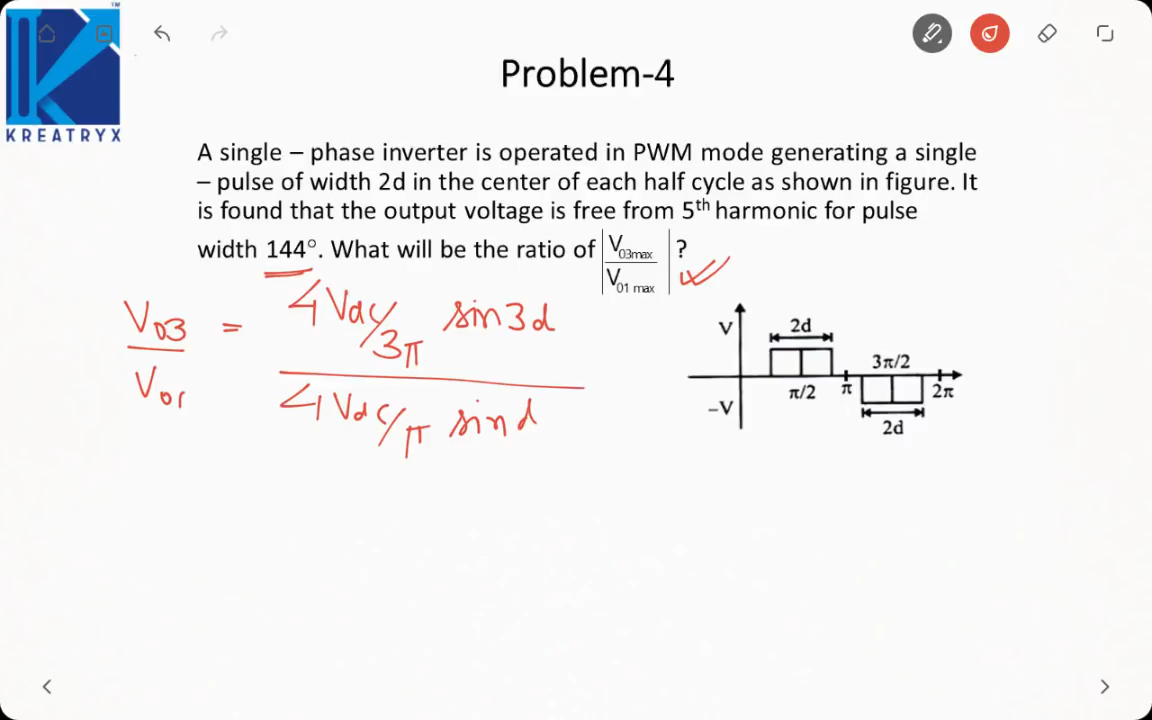 KREATRYX
TM
Problem-4
A single – phase inverter is operated in PWM mode generating a single
– pulse of width 2d in the center of each half cycle as shown in figure. It
is found that the output voltage is free from 5th harmonic for pulse
width 144°. What will be the ratio of |V03max / V01 max| ?
V03 / V01 = 4Vdc/3π sin3d / 4Vdc/π sind
V
2d
3π/2
π/2
π
2π
–V
2d